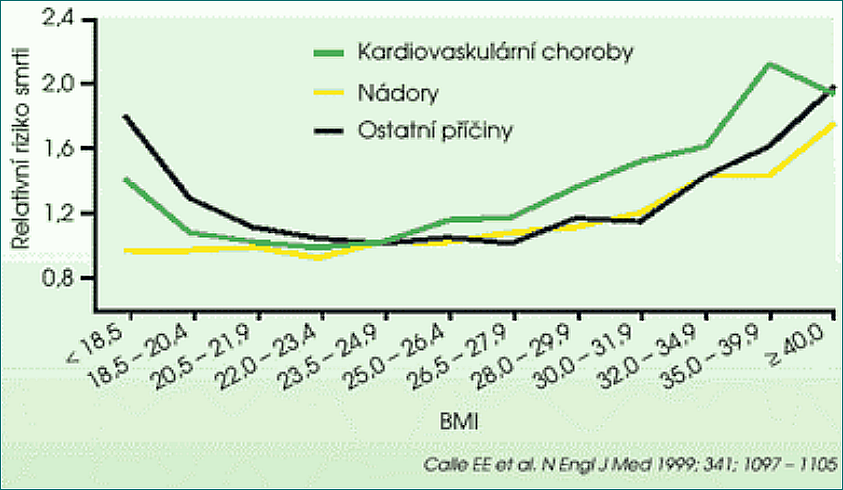 2,4
2,0
1,6
1,2
0,8
Relativní riziko smrti
Kardiovaskulární choroby
Nádory
Ostatní příčiny
< 18,5
18,5 – 20,4
20,5 – 21,9
22,0 – 23,4
23,5 – 24,9
25,0 – 26,4
26,5 – 27,9
28,0 – 29,9
30,0 – 31,9
32,0 – 34,9
35,0 – 39,9
≥ 40,0
BMI
Calle EE et al. N Engl J Med 1999; 341; 1097 – 1105